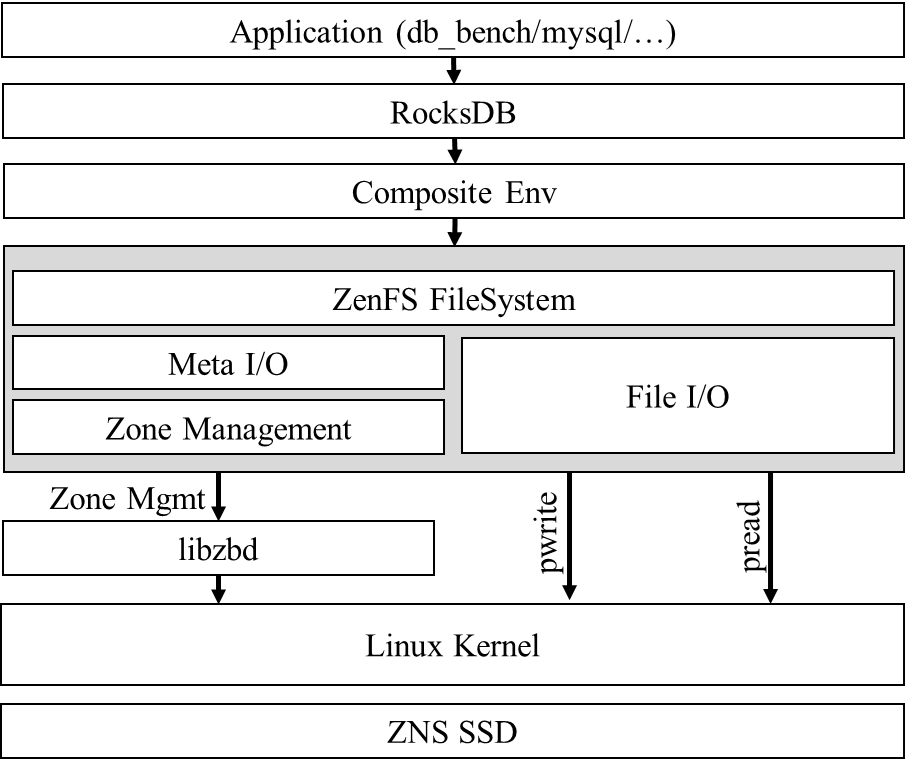 Application (db_bench/mysql/…)
RocksDB
Composite Env
ZenFS FileSystem
Meta I/O
File I/O
Zone Management
Zone Mgmt
pwrite
pread
libzbd
Linux Kernel
ZNS SSD